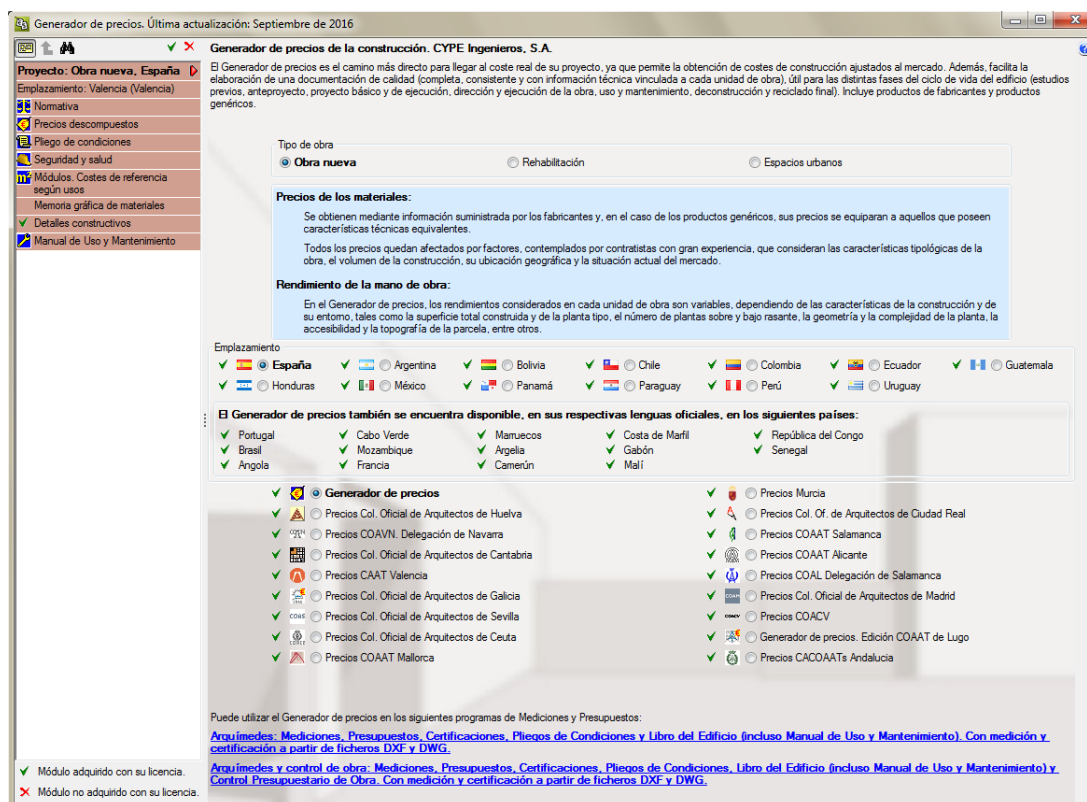 Generador de precios. Última actualización: Septiembre de 2016
Proyecto: Obra nueva, España
Emplazamiento: Valencia (Valencia)
Normativa
Precios descompuestos
Pliego de condiciones
Seguridad y salud
Módulos. Costes de referencia
según usos
Memoria gráfica de materiales
Detalles constructivos
Manual de Uso y Mantenimiento
Generador de precios de la construcción. CYPE Ingenieros, S.A.
El Generador de precios es el camino más directo para llegar al coste real de su proyecto, ya que permite la obtención de costes de construcción ajustados al mercado. Además, facilita la
elaboración de una documentación de calidad (completa, consistente y con información técnica vinculada a cada unidad de obra), útil para las distintas fases del ciclo de vida del edificio (estudios
previos, anteproyecto, proyecto básico y de ejecución, dirección y ejecución de la obra, uso y mantenimiento, deconstrucción y reciclado final). Incluye productos de fabricantes y productos
genéricos.
Tipo de obra
Obra nueva Rehabilitación Espacios urbanos
Precios de los materiales:
Se obtienen mediante información suministrada por los fabricantes y, en el caso de los productos genéricos, sus precios se equiparan a aquellos que poseen
características técnicas equivalentes.
Todos los precios quedan afectados por factores, contemplados por contratistas con gran experiencia, que consideran las características tipológicas de la
obra, el volumen de la construcción, su ubicación geográfica y la situación actual del mercado.
Rendimiento de la mano de obra:
En el Generador de precios, los rendimientos considerados en cada unidad de obra son variables, dependiendo de las características de la construcción y de
su entorno, tales como la superficie total construida y de la planta tipo, el número de plantas sobre y bajo rasante, la geometría y la complejidad de la planta, la
accesibilidad y la topografía de la parcela, entre otros.
Emplazamiento
España Argentina Bolivia Chile Colombia Ecuador Guatemala
Honduras México Panamá Paraguay Perú Uruguay
El Generador de precios también se encuentra disponible, en sus respectivas lenguas oficiales, en los siguientes países:
Portugal Cabo Verde Marruecos Costa de Marfil República del Congo
Brasil Mozambique Argelia Gabón Senegal
Angola Francia Camerún Malí
Generador de precios Precios Murcia
Precios Col. Oficial de Arquitectos de Huelva Precios Col. Of. de Arquitectos de Ciudad Real
Precios COAVN. Delegación de Navarra Precios COAAT Salamanca
Precios Col. Oficial de Arquitectos de Cantabria Precios COAAT Alicante
Precios CAAT Valencia Precios COAL Delegación de Salamanca
Precios Col. Oficial de Arquitectos de Galicia Precios Col. Oficial de Arquitectos de Madrid
Precios Col. Oficial de Arquitectos de Sevilla Precios COACV
Precios Col. Oficial de Arquitectos de Ceuta Generador de precios. Edición COAAT de Lugo
Precios COAAT Mallorca Precios CACOAATs Andalucia
Puede utilizar el Generador de precios en los siguientes programas de Mediciones y Presupuestos:
Arquímedes: Mediciones, Presupuestos, Certificaciones, Pliegos de Condiciones y Libro del Edificio (incluso Manual de Uso y Mantenimiento). Con medición y
certificación a partir de ficheros DXF y DWG.
Arquímedes y control de obra: Mediciones, Presupuestos, Certificaciones, Pliegos de Condiciones, Libro del Edificio (incluso Manual de Uso y Mantenimiento) y
Control Presupuestario de Obra. Con medición y certificación a partir de ficheros DXF y DWG.
Módulo adquirido con su licencia.
Módulo no adquirido con su licencia.